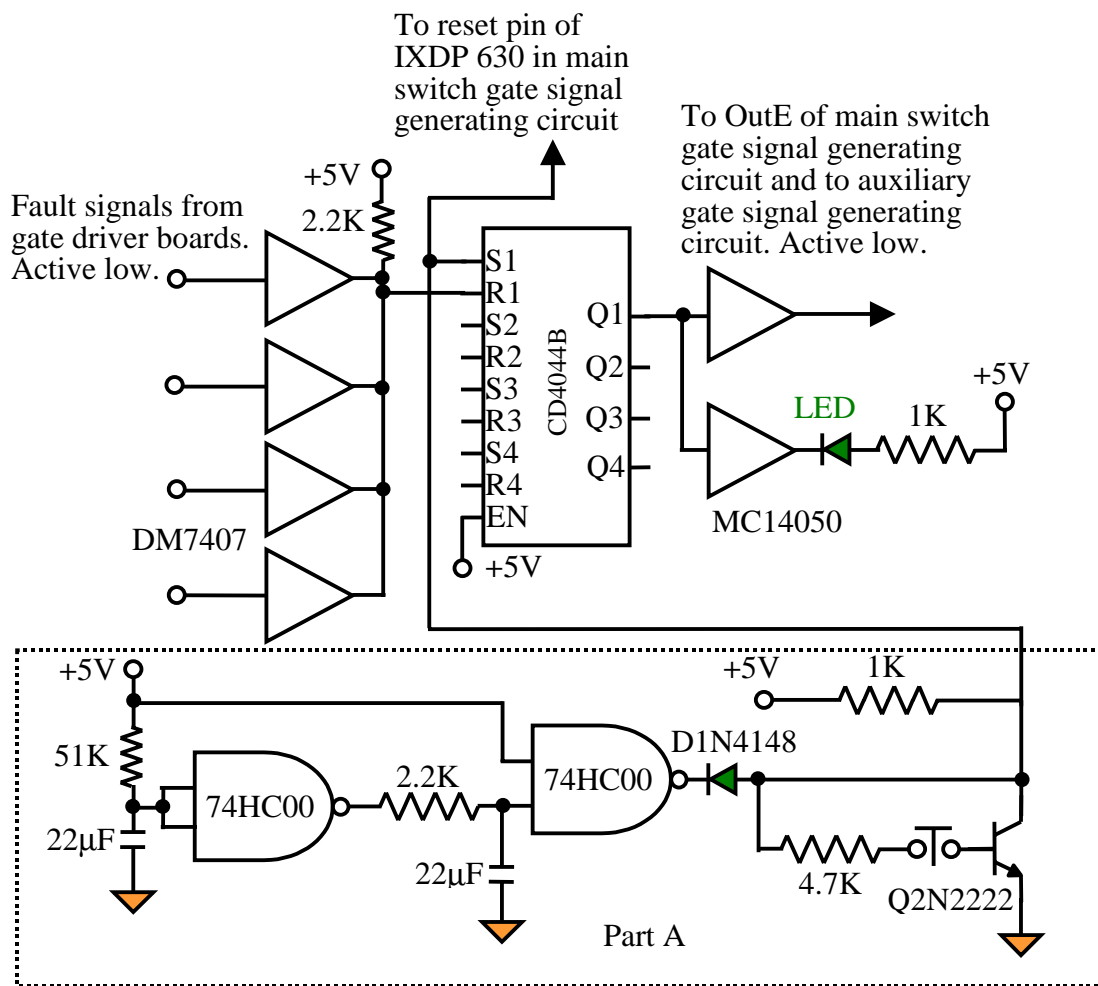 To reset pin of
IXDP 630 in main
switch gate signal
generating circuit
To OutE of main switch
gate signal generating
circuit and to auxiliary
gate signal generating
circuit. Active low.
+5V
2.2K
Fault signals from
gate driver boards.
Active low.
S1
R1
S2
R2
S3
R3
S4
R4
EN
CD4044B
Q1
Q2
Q3
Q4
+5V
LED
1K
MC14050
DM7407
+5V
+5V
51K
22µF
74HC00
2.2K
22µF
74HC00
D1N4148
+5V
1K
4.7K
Q2N2222
Part A